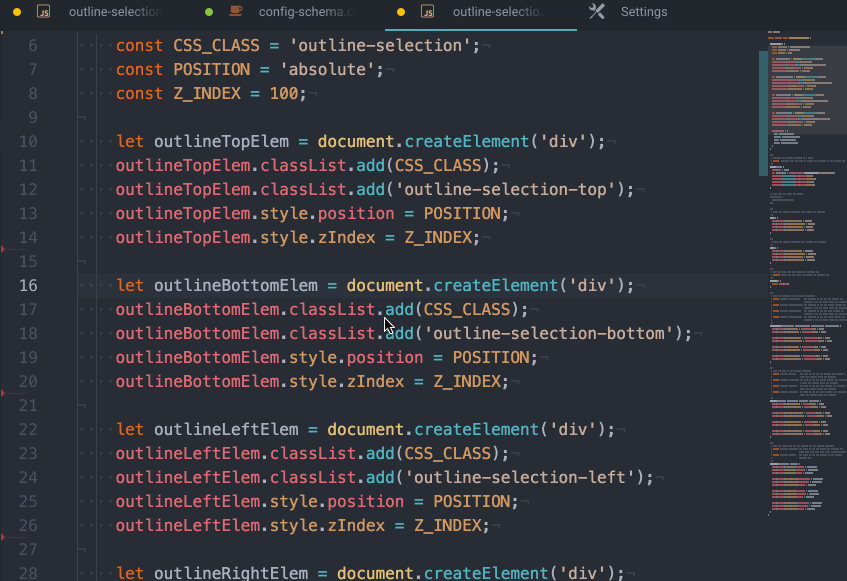 JS outline-selection
config-schema.c
JS outline-selectio...
Settings
6 const CSS_CLASS = 'outline-selection';
7 const POSITION = 'absolute';
8 const Z_INDEX = 100;
9
10 let outlineTopElem = document.createElement('div');
11 outlineTopElem.classList.add(CSS_CLASS);
12 outlineTopElem.classList.add('outline-selection-top');
13 outlineTopElem.style.position = POSITION;
14 outlineTopElem.style.zIndex = Z_INDEX;
15
16 let outlineBottomElem = document.createElement('div');
17 outlineBottomElem.classList.add(CSS_CLASS);
18 outlineBottomElem.classList.add('outline-selection-bottom');
19 outlineBottomElem.style.position = POSITION;
20 outlineBottomElem.style.zIndex = Z_INDEX;
21
22 let outlineLeftElem = document.createElement('div');
23 outlineLeftElem.classList.add(CSS_CLASS);
24 outlineLeftElem.classList.add('outline-selection-left');
25 outlineLeftElem.style.position = POSITION;
26 outlineLeftElem.style.zIndex = Z_INDEX;
27
28 let outlineRightElem = document.createElement('div');